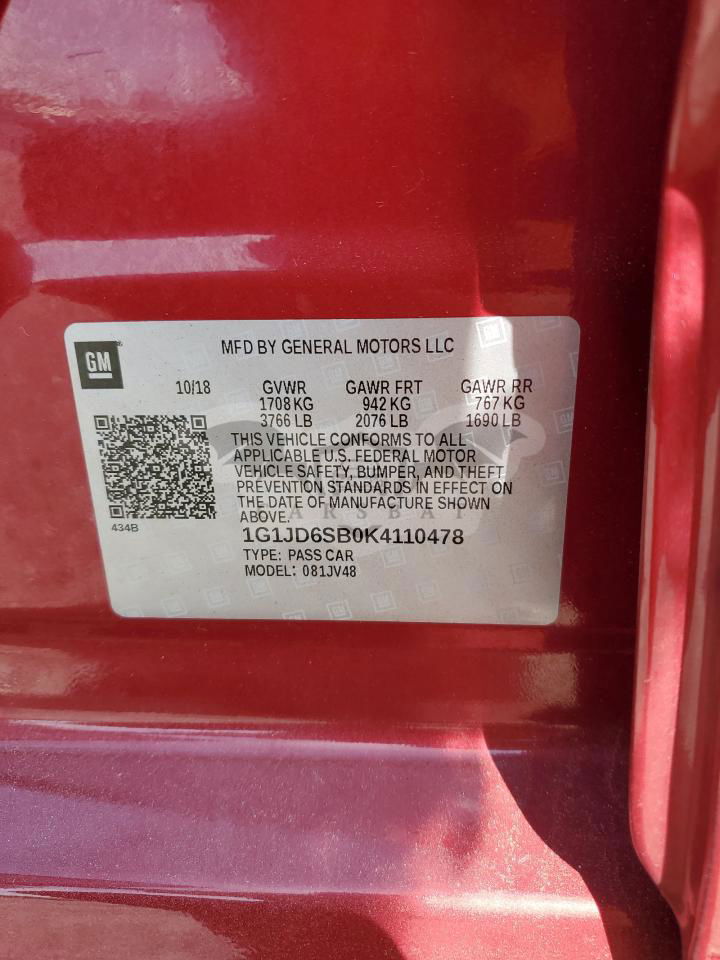 GM
MFD BY GENERAL MOTORS LLC
10/18 GVWR GAWR FRT GAWR RR
1708 KG 942 KG 767 KG
3766 LB 2076 LB 1690 LB
THIS VEHICLE CONFORMS TO ALL
APPLICABLE U.S. FEDERAL MOTOR
VEHICLE SAFETY, BUMPER, AND THEFT
PREVENTION STANDARDS IN EFFECT ON
THE DATE OF MANUFACTURE SHOWN
ABOVE.
CARSBAT
434B
1G1JD6SB0K4110478
TYPE: PASS CAR
MODEL: 081JV48